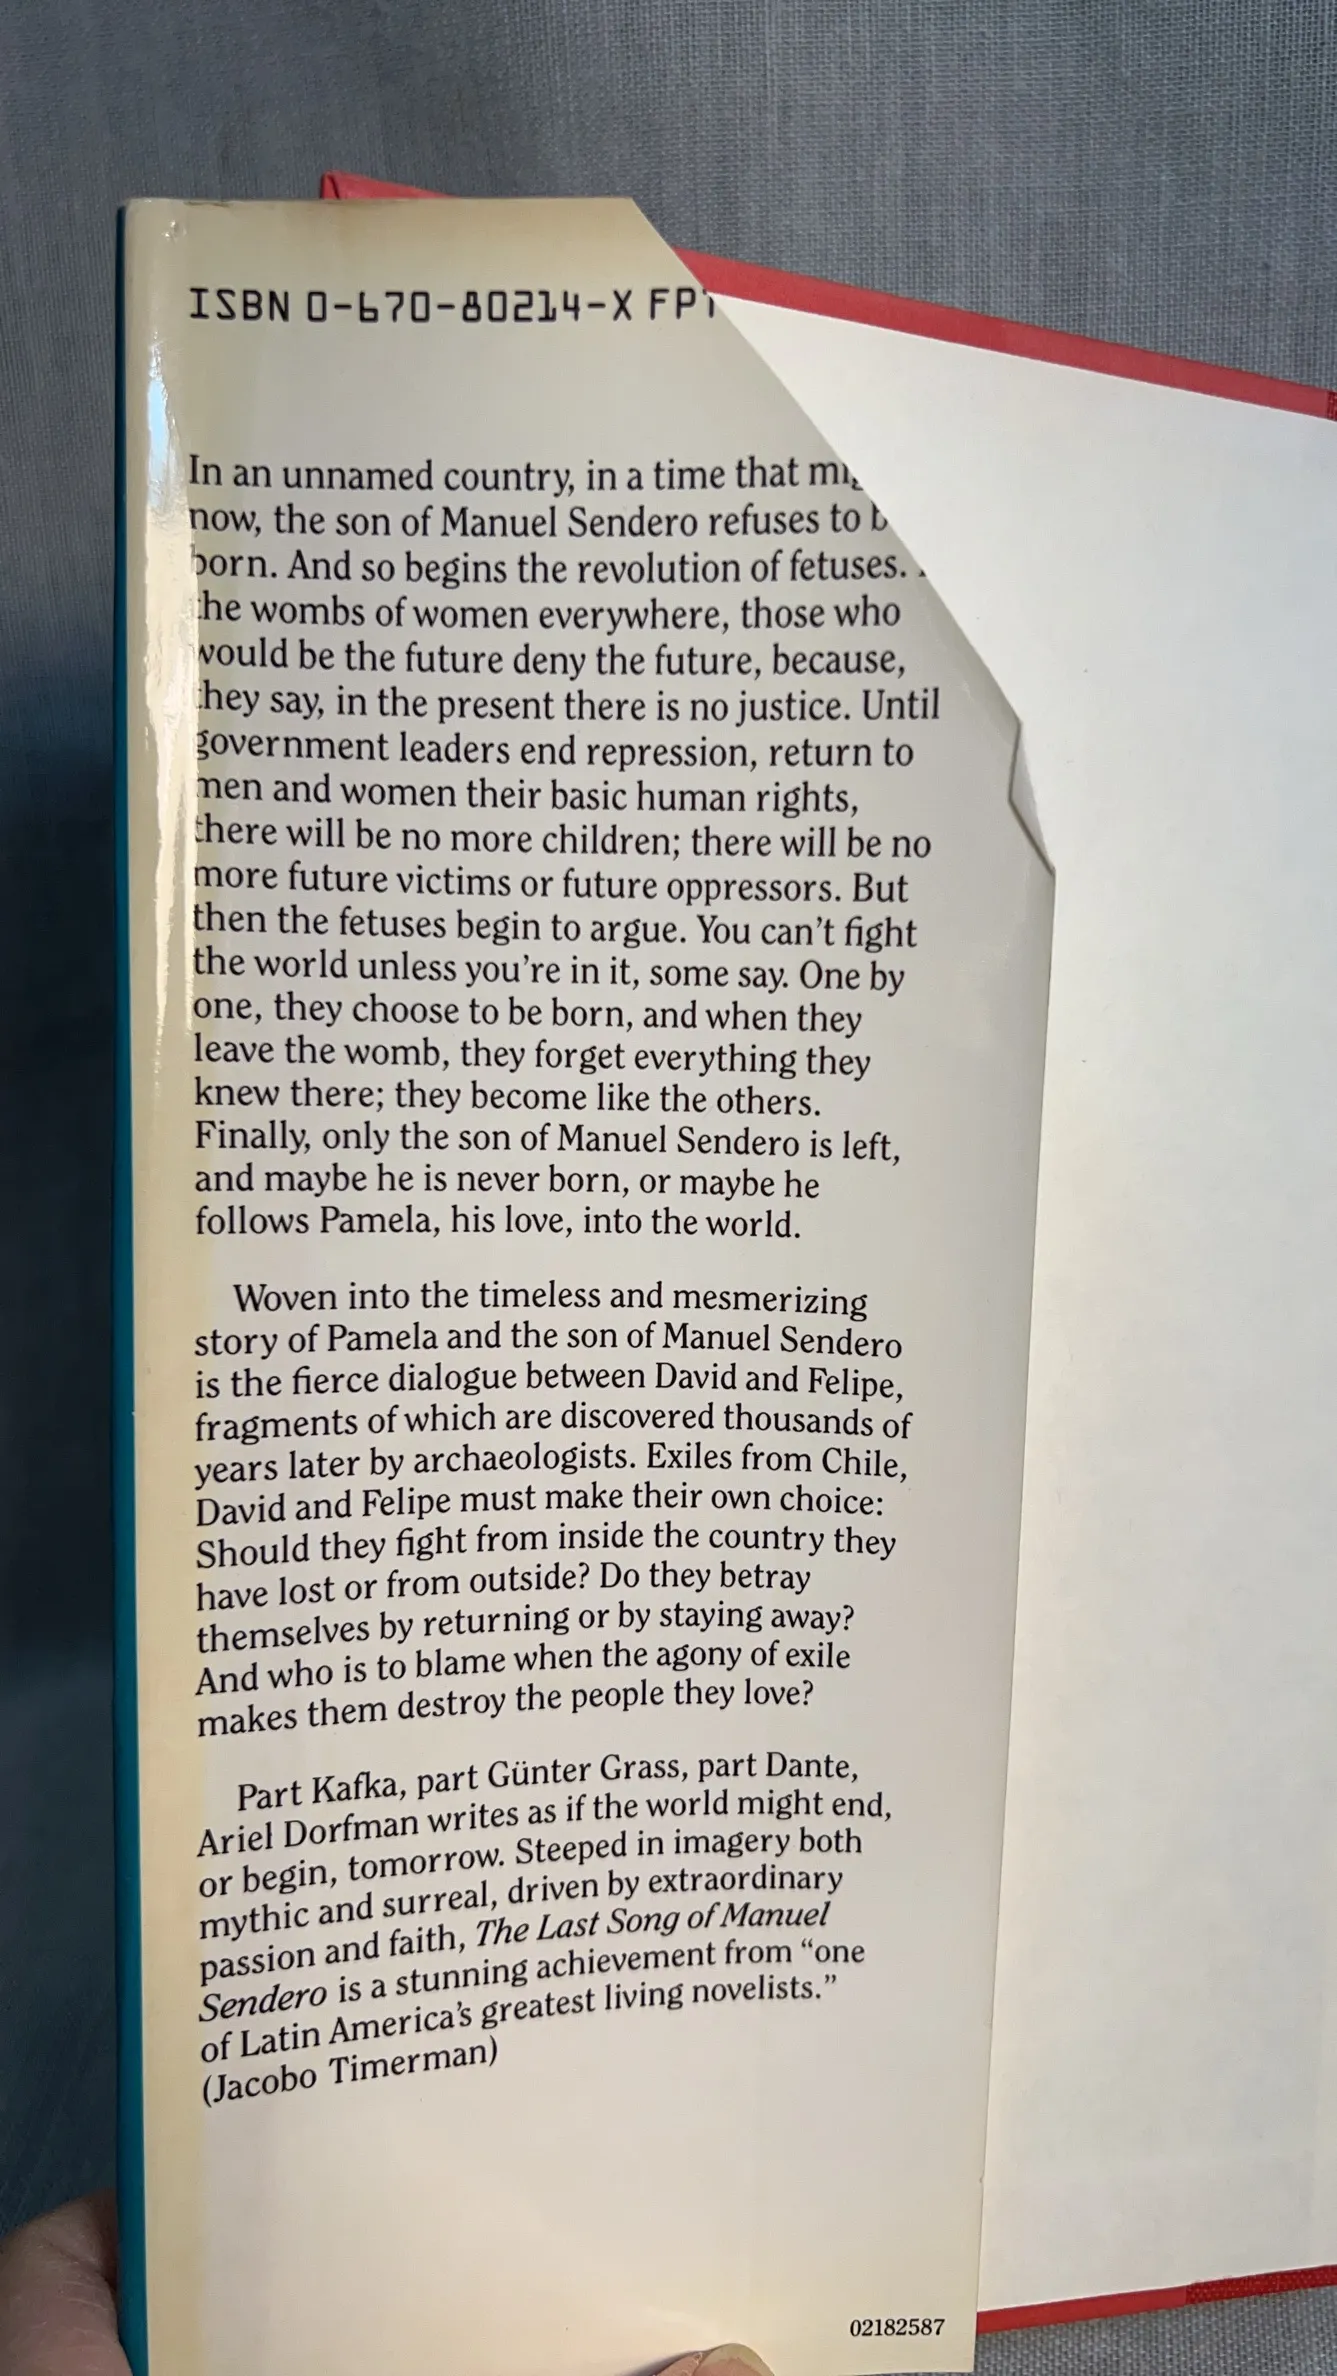 ISBN 0-670-80214-X
In an unnamed country, in a time that
now, the son of Manuel Sendero refuses to
born. And so begins the revolution of fetuses.
the wombs of women everywhere, those who
would be the future deny the future, because,
they say, in the present there is no justice. Until
government leaders end repression, return to
men and women their basic human rights,
there will be no more children; there will be no
more future victims or future oppressors. But
then the fetuses begin to argue. You can’t fight
the world unless you’re in it, some say. One by
one, they choose to be born, and when they
leave the womb, they forget everything they
knew there; they become like the others.
Finally, only the son of Manuel Sendero is left,
and maybe he is never born, or maybe he
follows Pamela, his love, into the world.
Woven into the timeless and mesmerizing
story of Pamela and the son of Manuel Sendero
is the fierce dialogue between David and Felipe,
fragments of which are discovered thousands of
years later by archaeologists. Exiles from Chile,
David and Felipe must make their own choice:
Should they fight from inside the country they
have lost or from outside? Do they betray
themselves by returning or by staying away?
And who is to blame when the agony of exile
makes them destroy the people they love?
Part Kafka, part Günter Grass, part Dante,
Ariel Dorfman writes as if the world might end,
or begin, tomorrow. Steeped in imagery both
mythic and surreal, driven by extraordinary
passion and faith, The Last Song of Manuel
Sendero is a stunning achievement from “one
of Latin America’s greatest living novelists.”
(Jacobo Timerman)
02182587